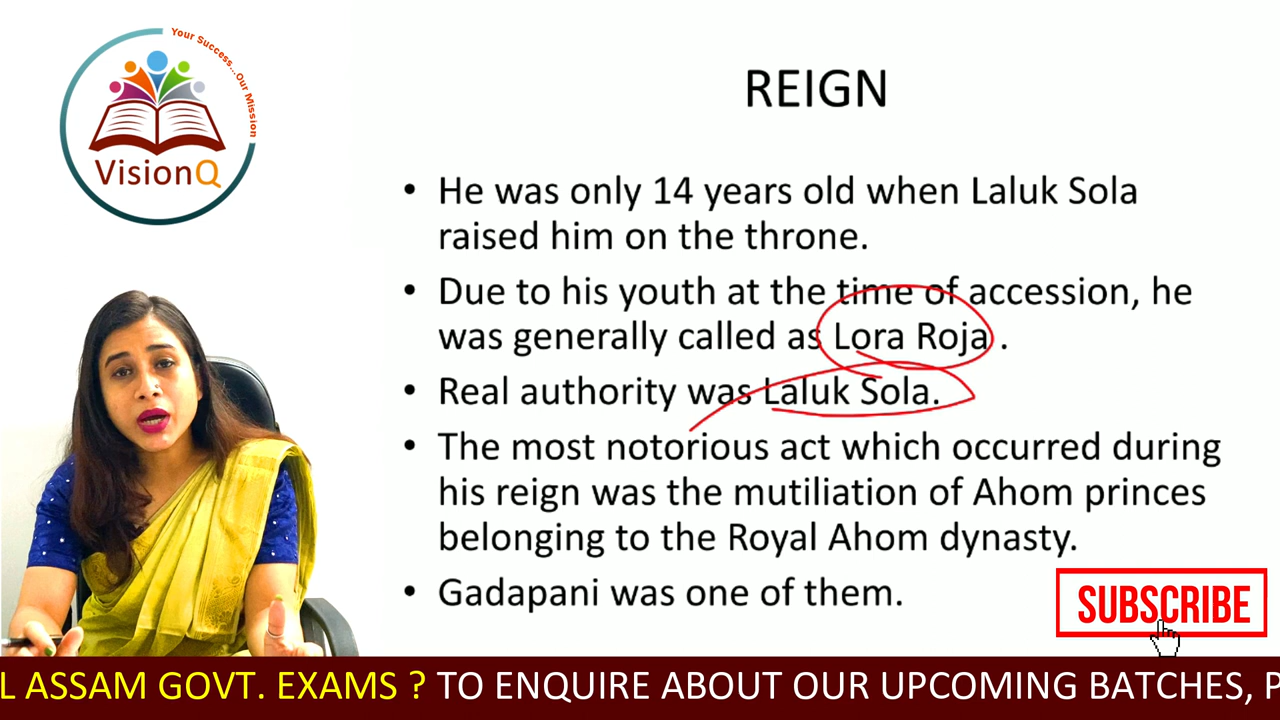 Your Success...Our Mission
VisionQ
REIGN
• He was only 14 years old when Laluk Sola
raised him on the throne.
• Due to his youth at the time of accession, he
was generally called as Lora Roja .
• Real authority was Laluk Sola.
• The most notorious act which occurred during
his reign was the mutiliation of Ahom princes
belonging to the Royal Ahom dynasty.
• Gadapani was one of them.
SUBSCRIBE
L ASSAM GOVT. EXAMS ? TO ENQUIRE ABOUT OUR UPCOMING BATCHES, P